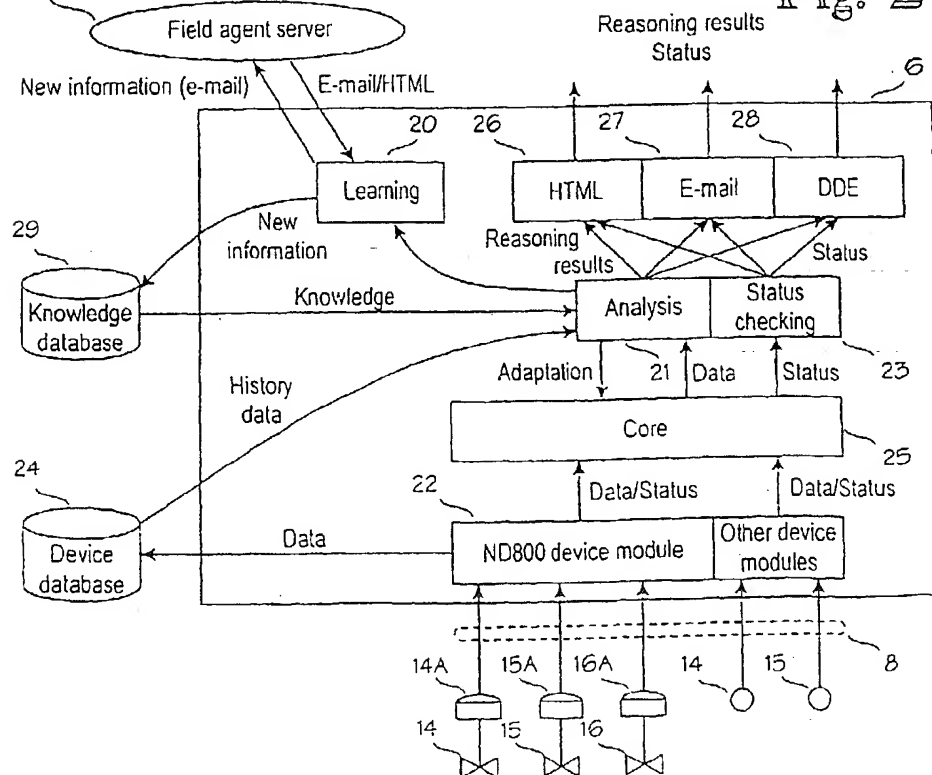 Fig. 2
Field agent server
Reasoning results
Status
New information (e-mail)
E-mail/HTML
6
20
26
27
28
Learning
HTML
E-mail
DDE
29
New
information
Reasoning
results
Status
Knowledge
database
Knowledge
Analysis
Status
checking
History
data
Adaptation
21
Data
Status
23
Core
24
22
25
Data/Status
Data/Status
Device
database
Data
ND800 device module
Other device
modules
8
14A
15A
16A
14
15
14
15
16